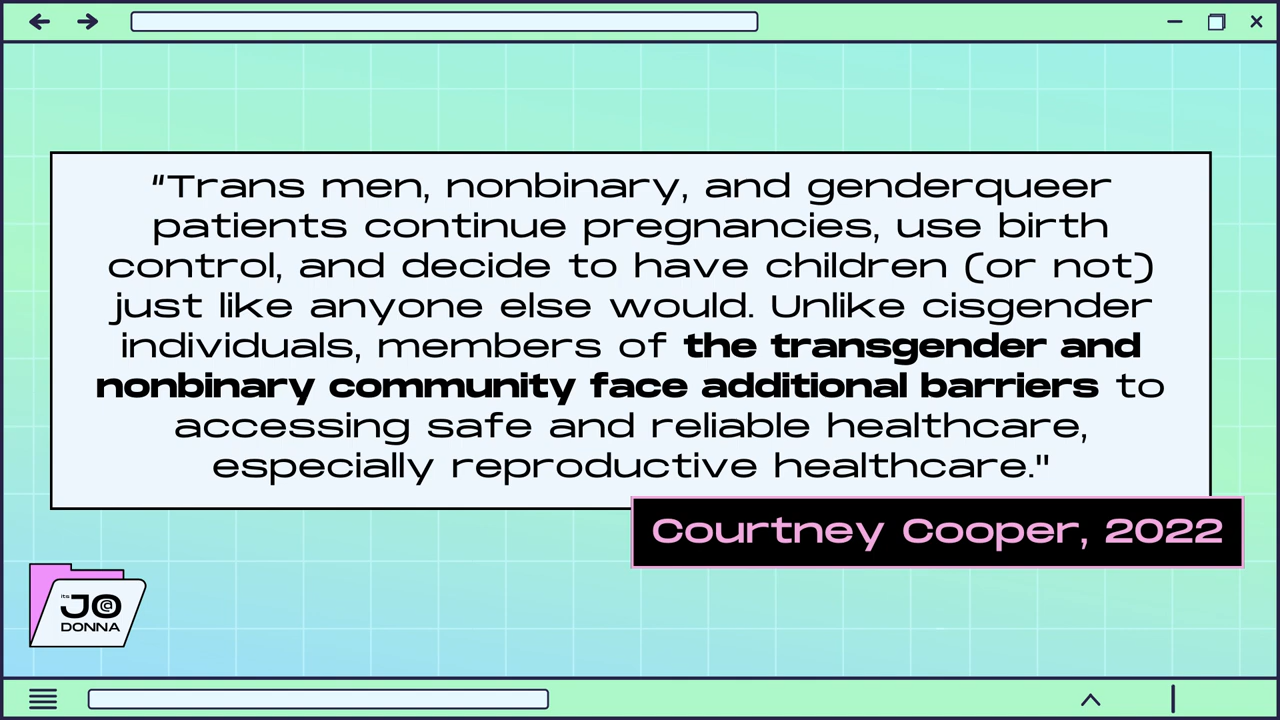 "Trans men, nonbinary, and genderqueer
patients continue pregnancies, use birth
control, and decide to have children (or not)
just like anyone else would. Unlike cisgender
individuals, members of the transgender and
nonbinary community face additional barriers to
accessing safe and reliable healthcare,
especially reproductive healthcare."
Courtney Cooper, 2022
its JO@
DONNA